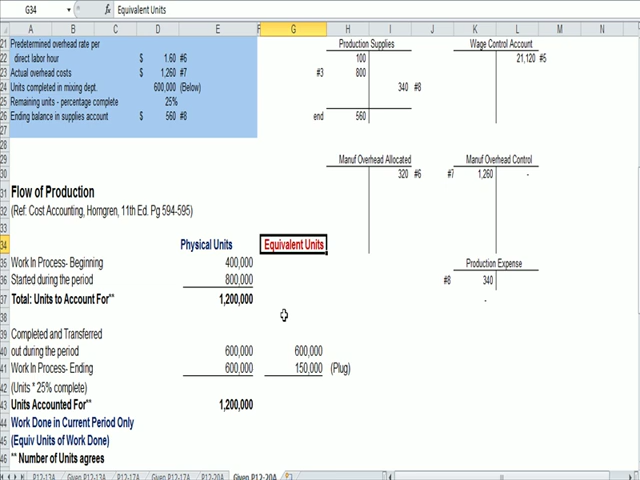 G34 fx Equivalent Units
A B C D E F G H I J K L M N
21 Predetermined overhead rate per Production Supplies Wage Control Account
22 direct labor hour $ 1.60 #6 100 21,120 #5
23 Actual overhead costs $ 1,260 #7 #3 800
24 Units completed in mixing dept. 600,000 (Below) 340 #8
25 Remaining units - percentage complete 25%
26 Ending balance in supplies account $ 560 #8 end 560
27
28
29 Manuf Overhead Allocated Manuf Overhead Control
30 320 #6 #7 1,260 -
31 Flow of Production
32 (Ref: Cost Accounting, Horngren, 11th Ed. Pg 594-595)
33
34 Physical Units Equivalent Units
35 Work In Process- Beginning 400,000 Production Expense
36 Started during the period 800,000 #8 340
37 Total: Units to Account For** 1,200,000 -
38
39 Completed and Transferred
40 out during the period 600,000 600,000
41 Work In Process - Ending 600,000 150,000 (Plug)
42 (Units * 25% complete)
43 Units Accounted For** 1,200,000
44 Work Done in Current Period Only
45 (Equiv Units of Work Done)
46 ** Number of Units agrees
P12-13A Given P12-13A P12-17A Given P12-17A P12-20A Given P12-20A